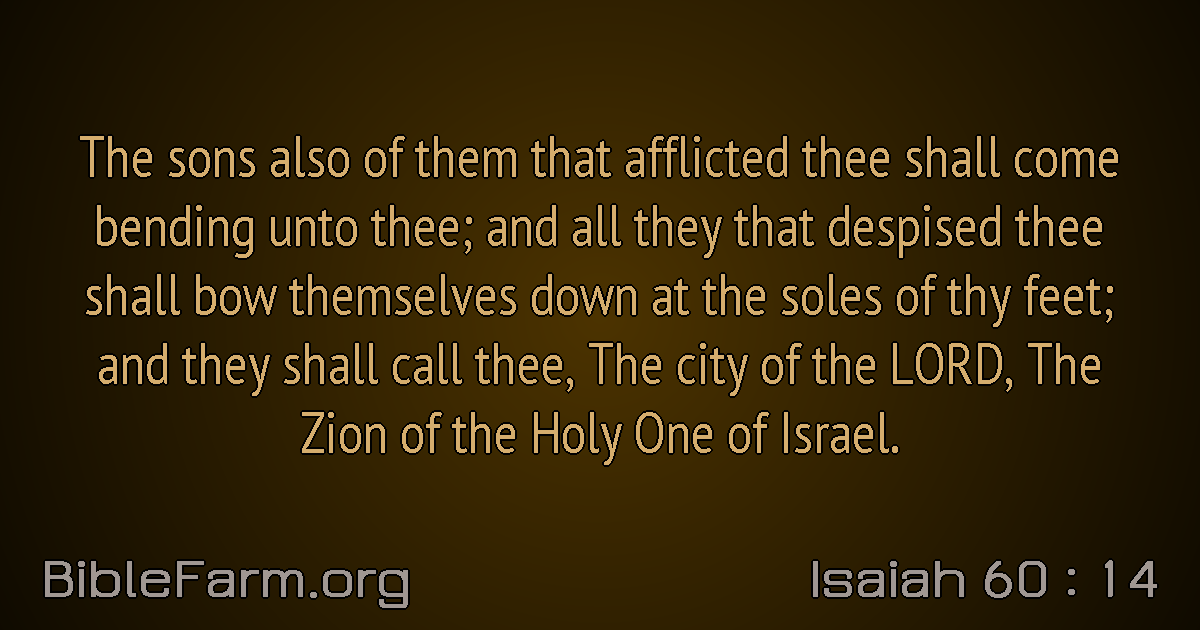 The sons also of them that afflicted thee shall come
bending unto thee; and all they that despised thee
shall bow themselves down at the soles of thy feet;
and they shall call thee, The city of the LORD, The
Zion of the Holy One of Israel.
BibleFarm.org
Isaiah 60 : 14